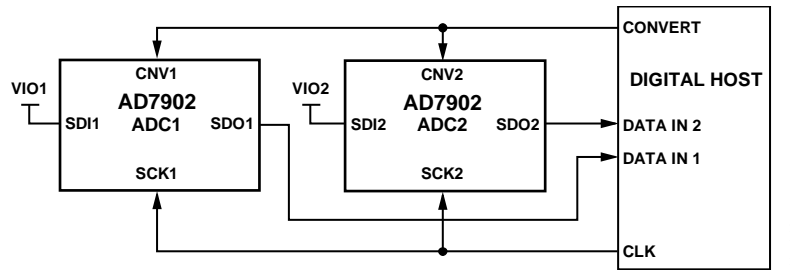 CONVERT
CNV1
CNV2
DIGITAL HOST
VIO1
AD7902
ADC1
VIO2
AD7902
ADC2
SDI1
SDO1
SDI2
SDO2
DATA IN 2
DATA IN 1
SCK1
SCK2
CLK